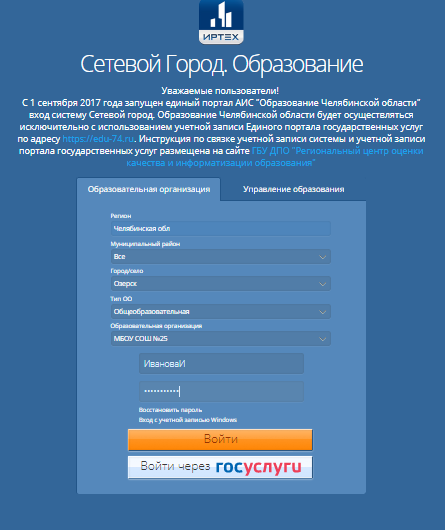 ИРТЕХ
Сетевой Город. Образование
Уважаемые пользователи!
С 1 сентября 2017 года запущен единый портал АИС "Образование Челябинской области"
вход систему Сетевой город. Образование Челябинской области будет осуществляться
исключительно с использованием учетной записи Единого портала государственных услуг
по адресу https://edu-74.ru. Инструкция по связке учетной записи системы и учетной записи
портала государственных услуг размещена на сайте ГБУ ДПО "Региональный центр оценки
качества и информатизации образования"
Образовательная организация
Управление образования
Регион
Челябинская обл
Муниципальный район
Все
Город/село
Озерск
Тип ОО
Общеобразовательная
Образовательная организация
МБОУ СОШ №25
ИвановаИ
•••••••••••
Восстановить пароль
Вход с учетной записью Windows
Войти
Войти через госуслуги